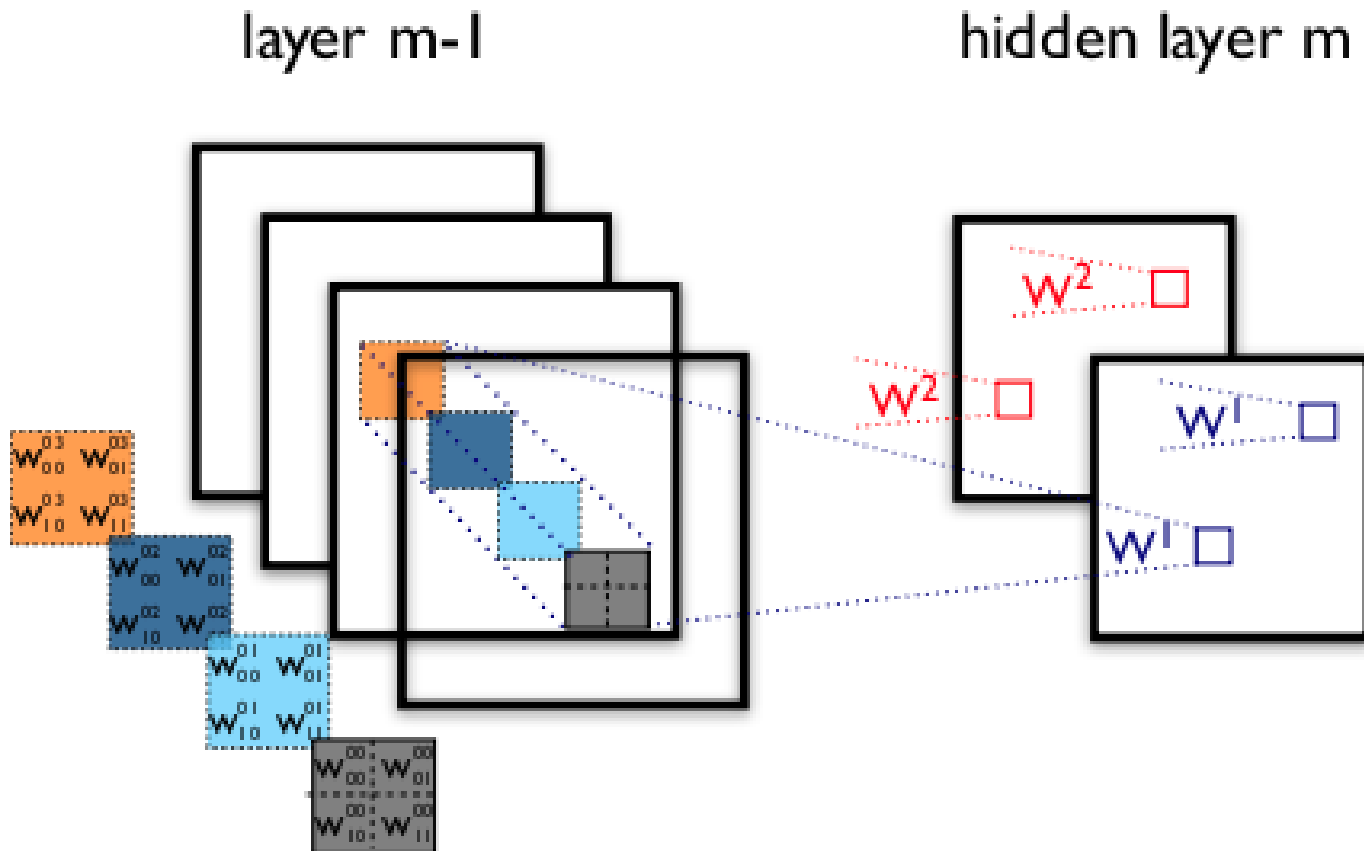 layer m-1 hidden layer m
W²
W² W¹
W¹
W⁰³₀₀ W⁰³₀₁
W⁰³₁₀ W⁰³₁₁
W⁰²₀₀ W⁰²₀₁
W⁰²₁₀ W⁰²
W⁰¹₀₀ W⁰¹₀₁
W⁰¹₁₀ W⁰¹₁₁
W⁰⁰₀₀ W⁰⁰₀₁
W⁰⁰₁₀ W⁰⁰₁₁